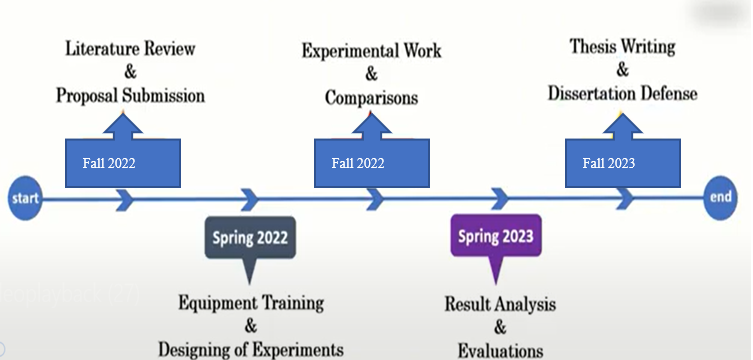 Literature Review
&
Proposal Submission
Experimental Work
&
Comparisons
Thesis Writing
&
Dissertation Defense
Fall 2022
Fall 2022
Fall 2023
start
end
Spring 2022
Spring 2023
Equipment Training
&
Designing of Experiments
Result Analysis
&
Evaluations